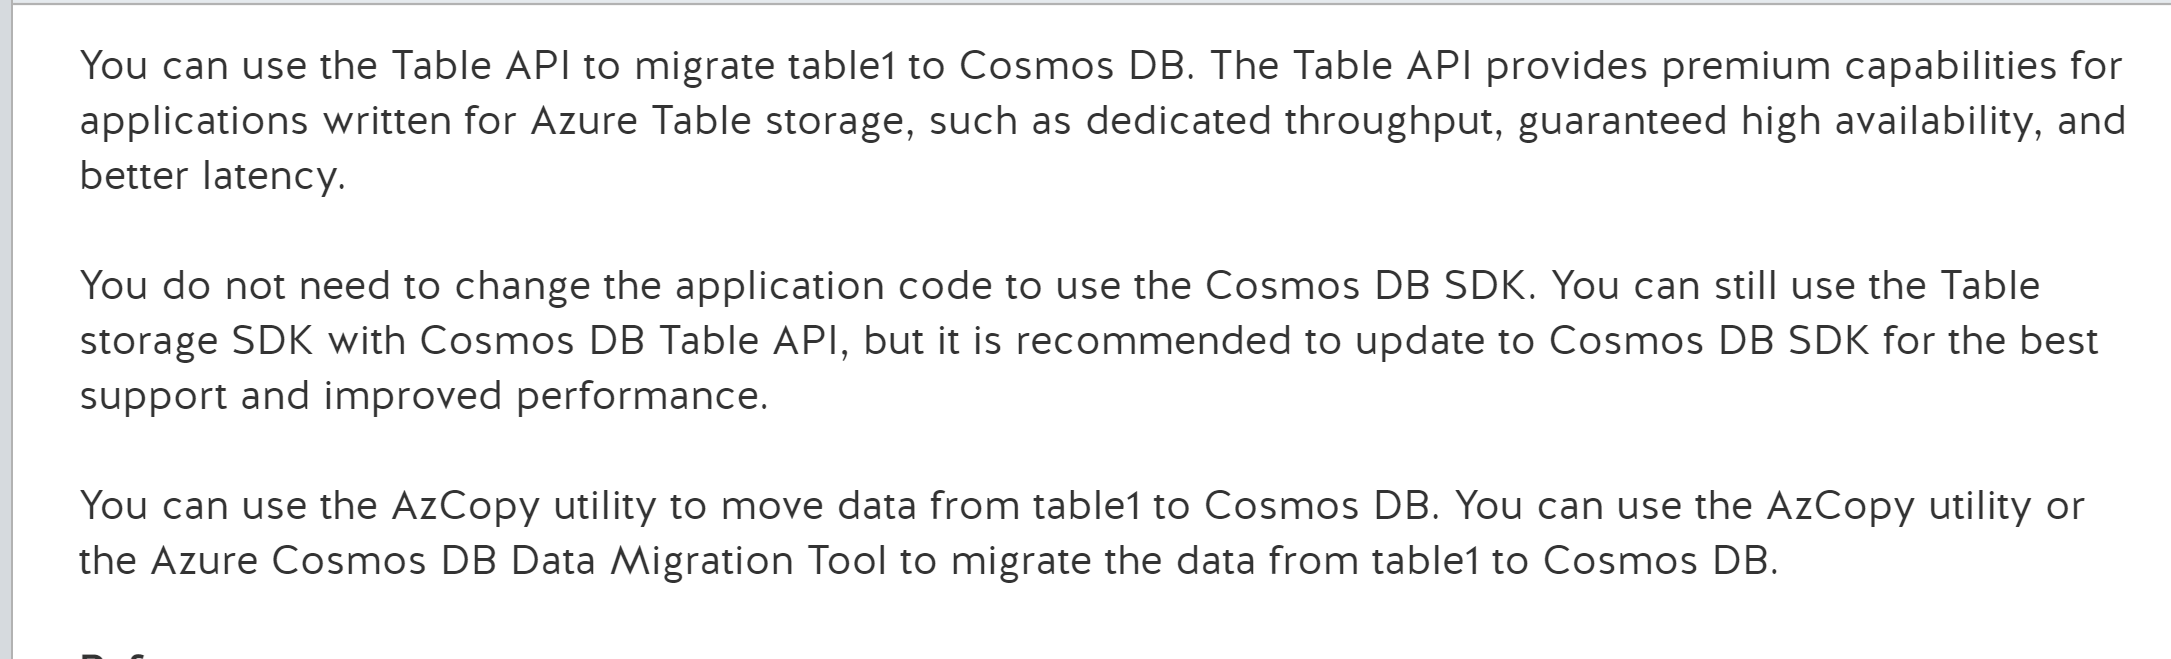 You can use the Table API to migrate table1 to Cosmos DB. The Table API provides premium capabilities for
applications written for Azure Table storage, such as dedicated throughput, guaranteed high availability, and
better latency.
You do not need to change the application code to use the Cosmos DB SDK. You can still use the Table
storage SDK with Cosmos DB Table API, but it is recommended to update to Cosmos DB SDK for the best
support and improved performance.
You can use the AzCopy utility to move data from table1 to Cosmos DB. You can use the AzCopy utility or
the Azure Cosmos DB Data Migration Tool to migrate the data from table1 to Cosmos DB.